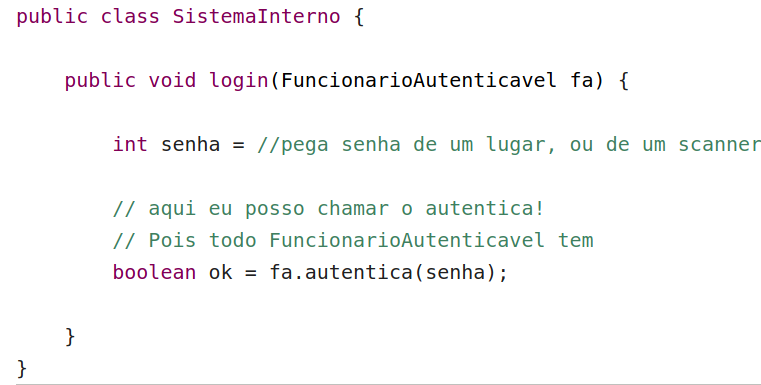 public class SistemaInterno {
public void login(FuncionarioAutenticavel fa) {
int senha = //pega senha de um lugar, ou de um scanner
// aqui eu posso chamar o autentica!
// Pois todo FuncionarioAutenticavel tem
boolean ok = fa.autentica(senha);
}
}